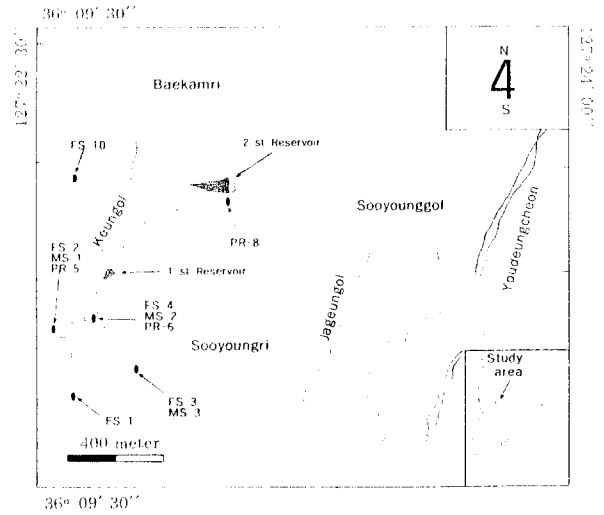 36° 09' 30''
127° 22' 30''
127° 24' 00''
N
4
S
Baekamri
FS 10
2 st Reservoir
Keungol
Sooyounggol
Youdeungcheon
PR-8
FS 2
MS 1
PR 5
1 st Reservoir
Jageungol
FS 4
MS 2
PR-6
Sooyoungri
Study
area
FS 3
MS 3
FS 1
400 meter
36° 09' 30''